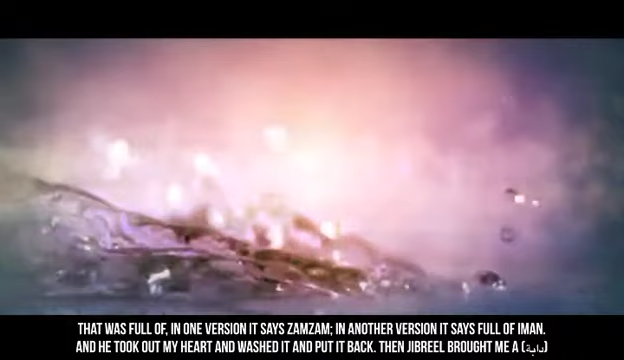 THAT WAS FULL OF, IN ONE VERSION IT SAYS ZAMZAM; IN ANOTHER VERSION IT SAYS FULL OF IMAN.
AND HE TOOK OUT MY HEART AND WASHED IT AND PUT IT BACK. THEN JIBREEL BROUGHT ME A (دابة)